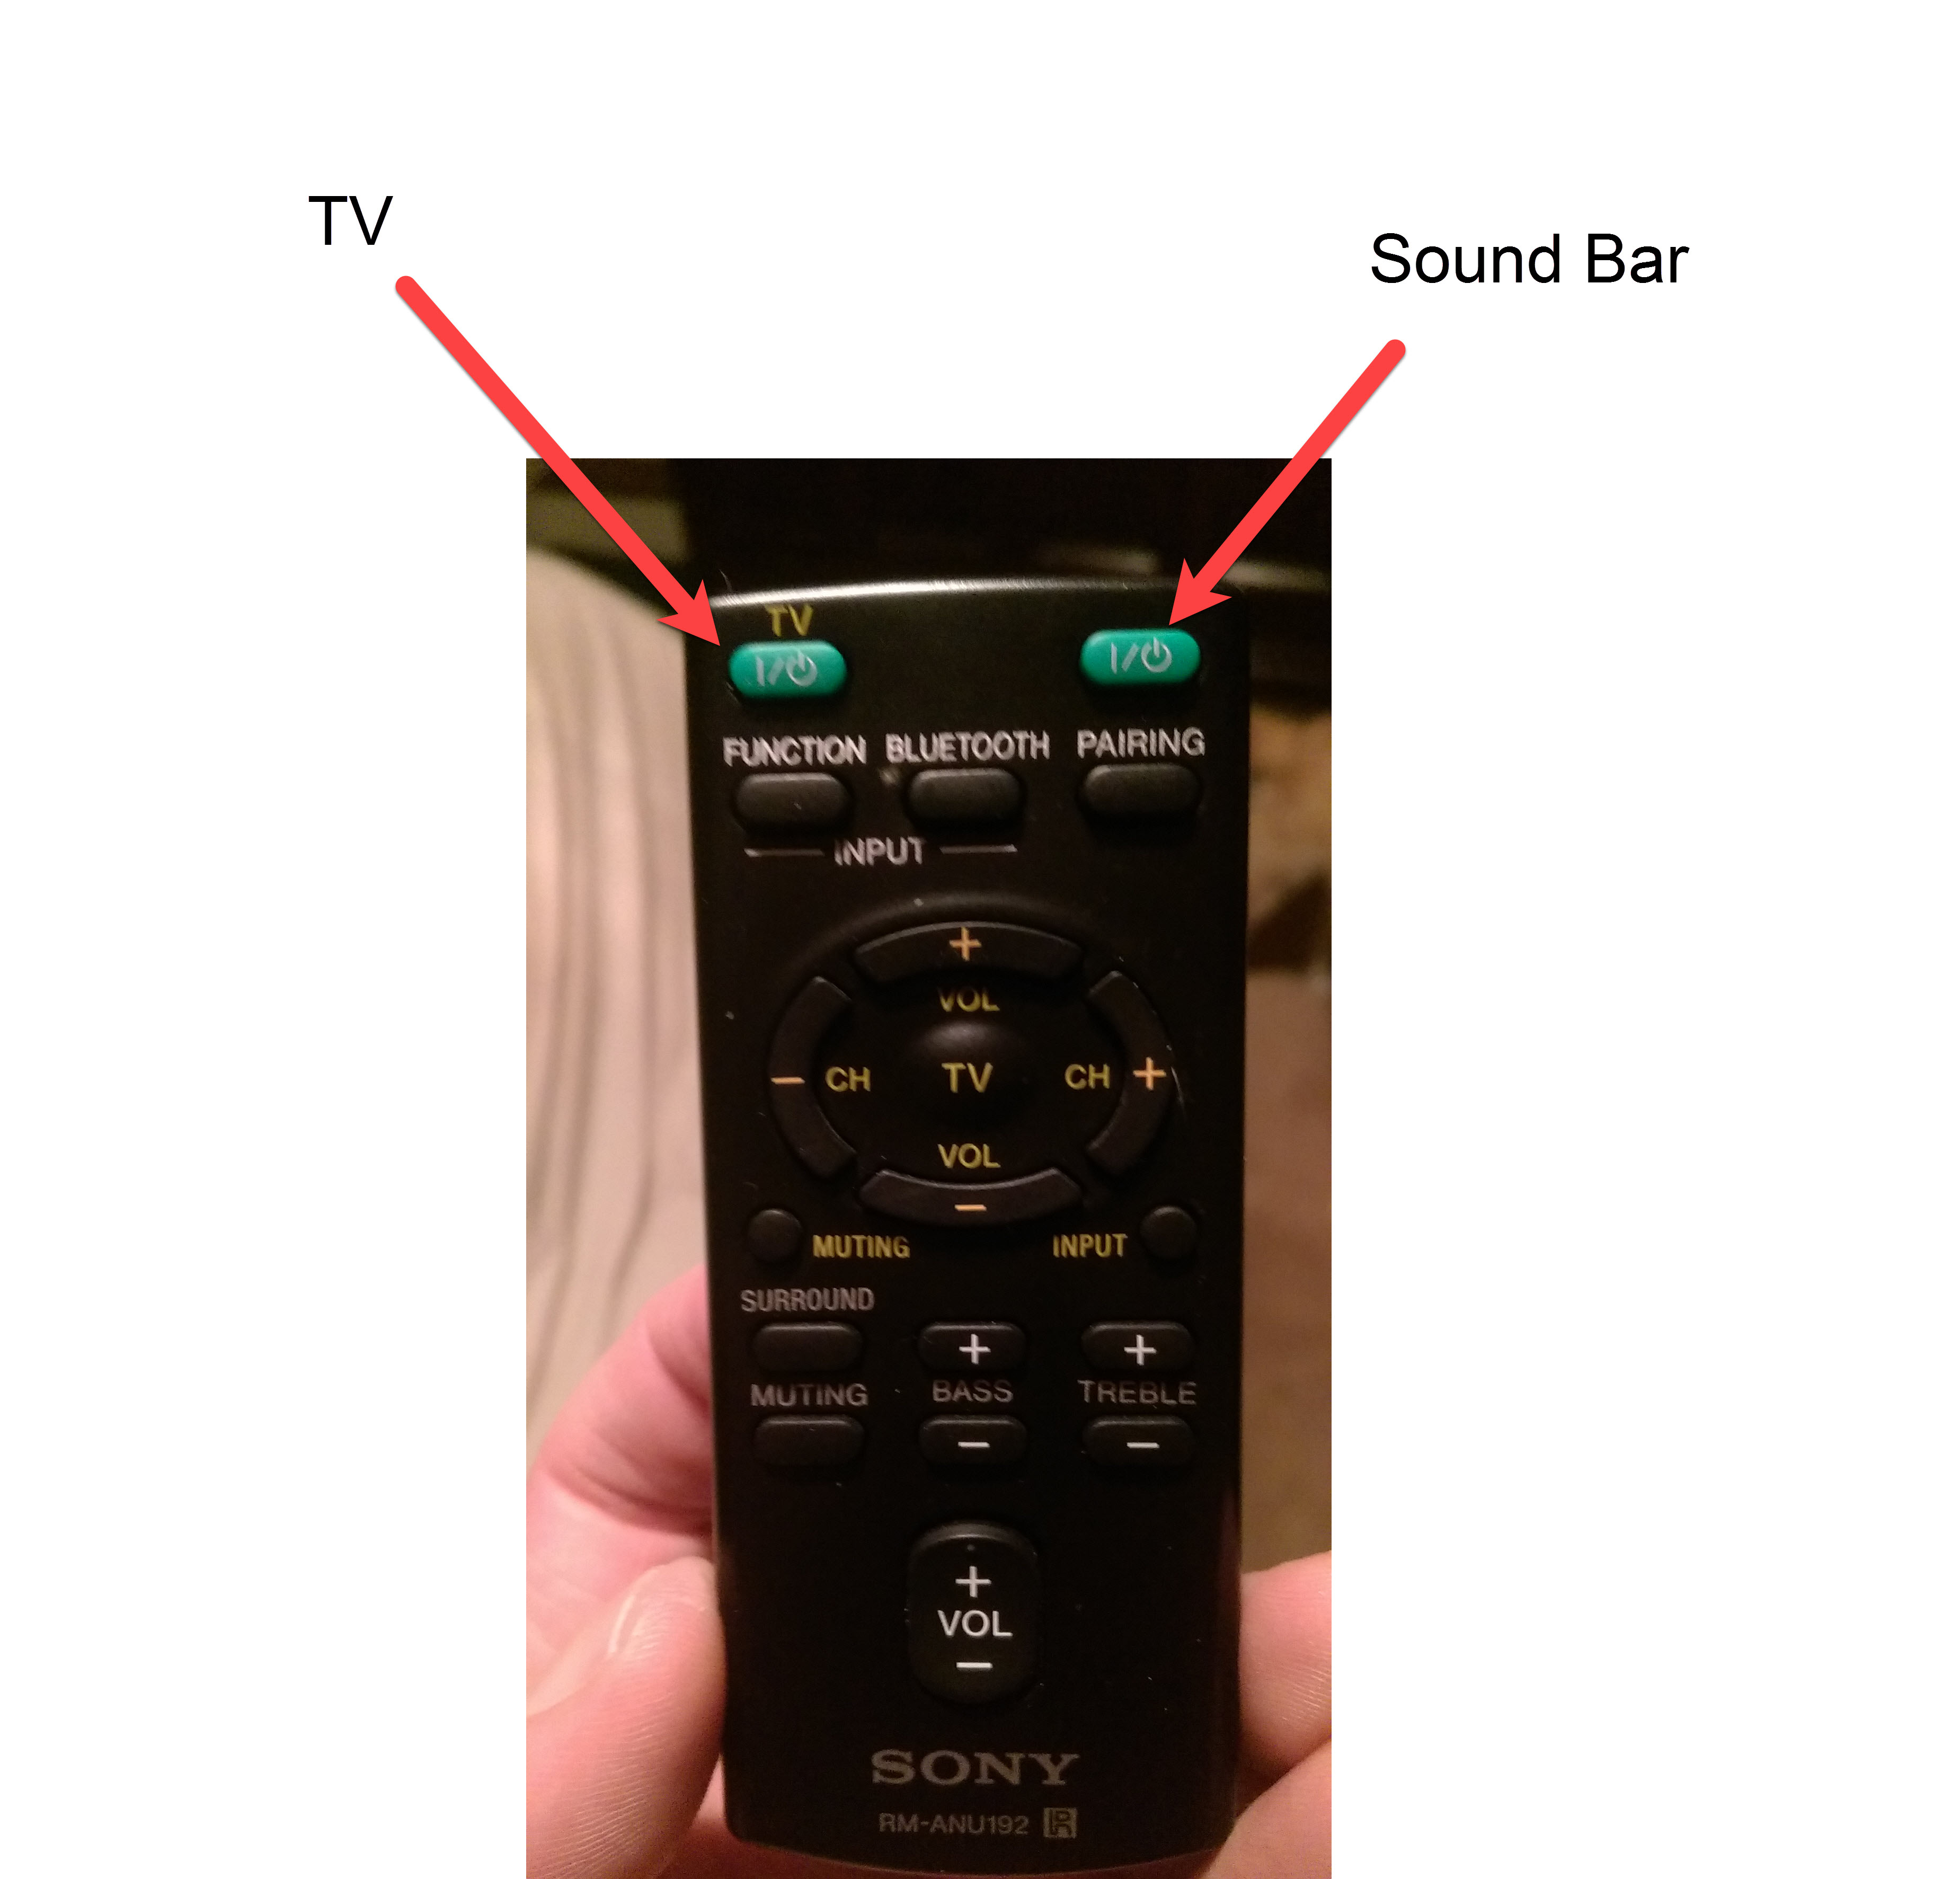 TV
Sound Bar
TV
I/⏻ I/⏻
FUNCTION BLUETOOTH PAIRING
INPUT
+
VOL
− CH TV CH +
VOL
−
MUTING INPUT
SURROUND
+ +
MUTING BASS TREBLE
− −
+
VOL
−
SONY
RM-ANU192 R